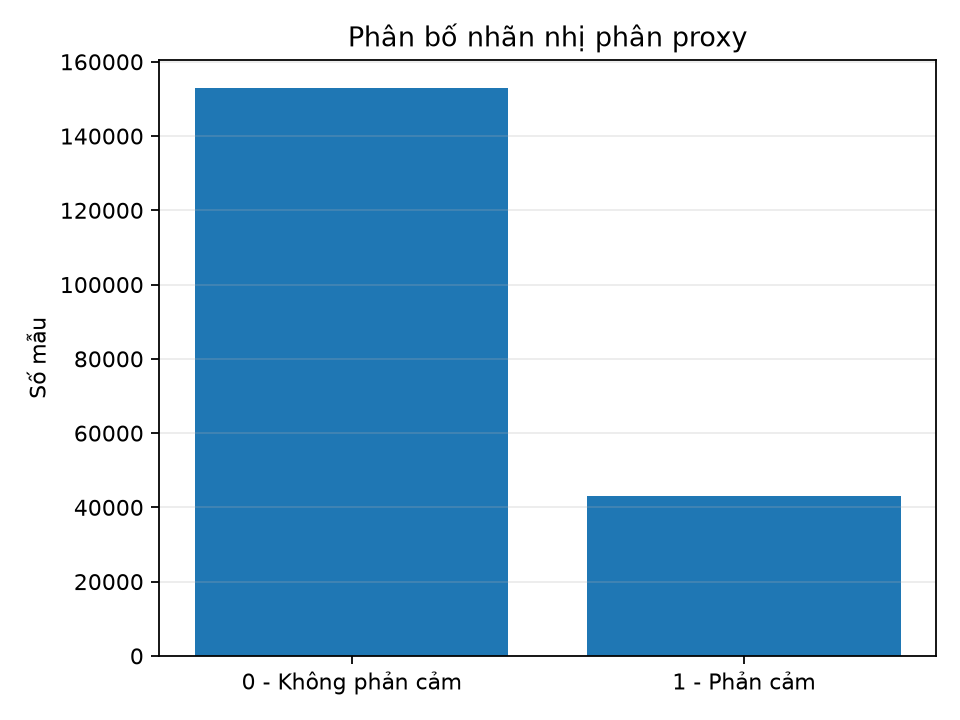 Phân bố nhãn nhị phân proxy
Số mẫu
160000
140000
120000
100000
80000
60000
40000
20000
0
0 - Không phản cảm
1 - Phản cảm